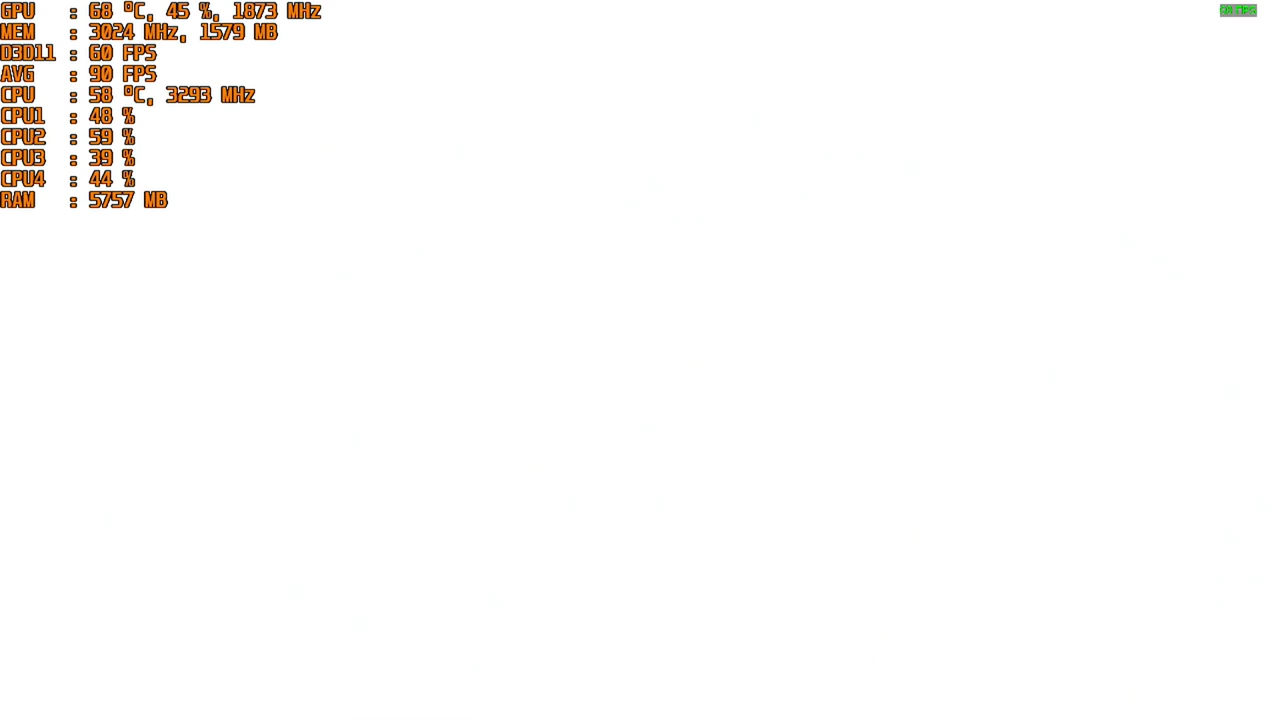 GPU : 68 °C, 45 %, 1873 MHz
MEM : 3024 MHz, 1579 MB
D3D11 : 60 FPS
AVG : 90 FPS
CPU : 58 °C, 3293 MHz
CPU1 : 48 %
CPU2 : 59 %
CPU3 : 39 %
CPU4 : 44 %
RAM : 5757 MB